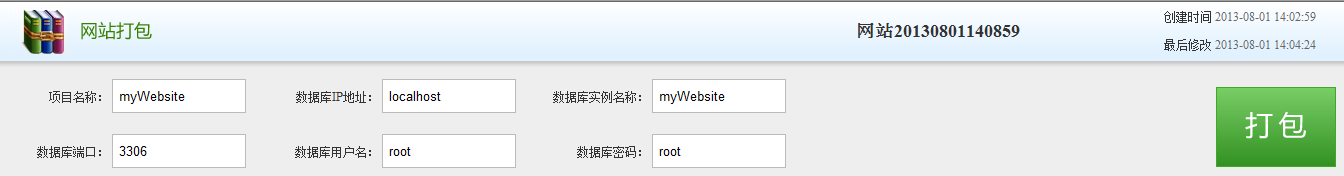 网站打包
网站20130801140859
创建时间 2013-08-01 14:02:59
最后修改 2013-08-01 14:04:24
项目名称： myWebsite 数据库IP地址： localhost 数据库实例名称： myWebsite
数据库端口： 3306 数据库用户名： root 数据库密码： root
打包